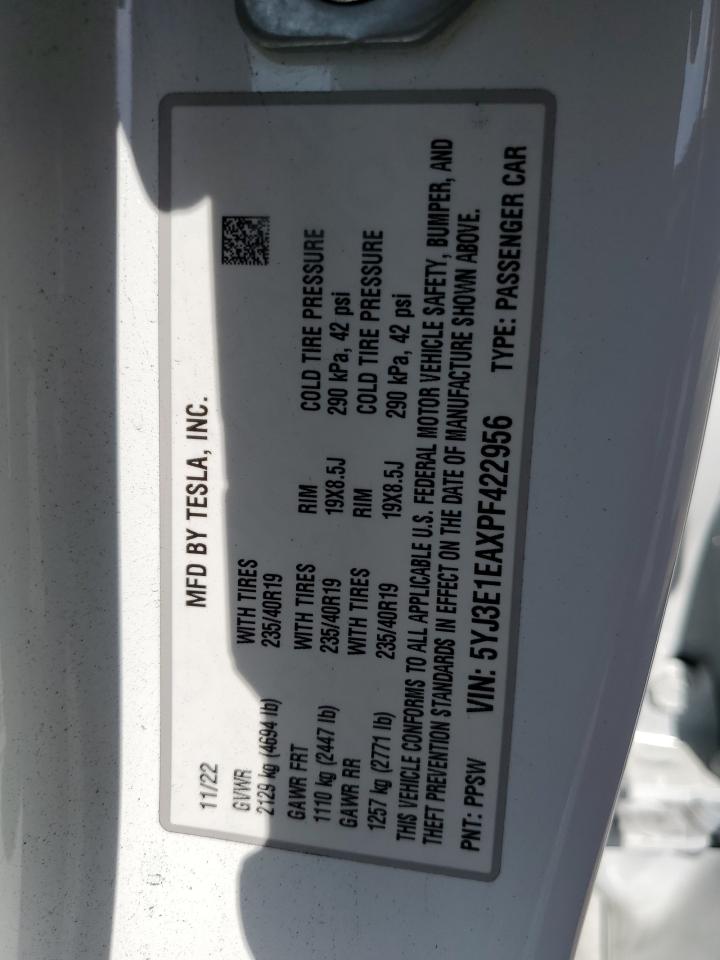 MFD BY TESLA, INC.
11/22
GVWR
2129 kg (4694 lb)
WITH TIRES
235/40R19
GAWR FRT
1110 kg (2447 lb)
WITH TIRES
235/40R19
RIM
19X8.5J
COLD TIRE PRESSURE
290 kPa, 42 psi
GAWR RR
1257 kg (2771 lb)
WITH TIRES
235/40R19
RIM
19X8.5J
COLD TIRE PRESSURE
290 kPa, 42 psi
THIS VEHICLE CONFORMS TO ALL APPLICABLE U.S. FEDERAL MOTOR VEHICLE SAFETY, BUMPER, AND
THEFT PREVENTION STANDARDS IN EFFECT ON THE DATE OF MANUFACTURE SHOWN ABOVE.
PNT: PPSW VIN: 5YJ3E1EAXPF422956 TYPE: PASSENGER CAR